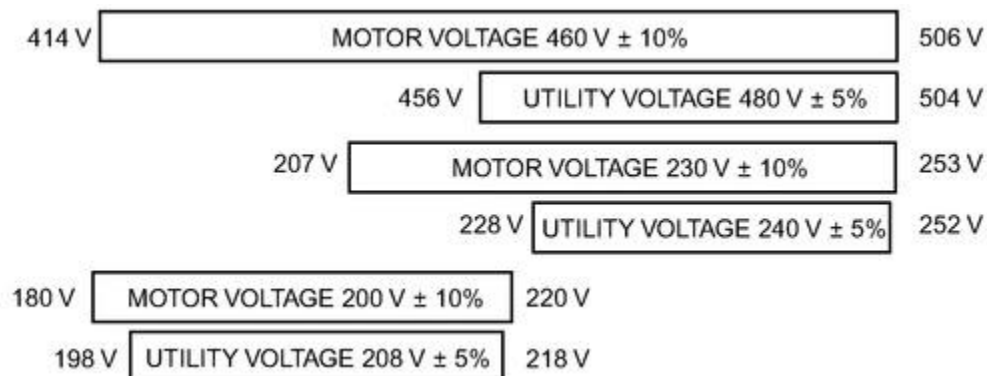 414 V MOTOR VOLTAGE 460 V ± 10% 506 V
456 V UTILITY VOLTAGE 480 V ± 5% 504 V
207 V MOTOR VOLTAGE 230 V ± 10% 253 V
228 V UTILITY VOLTAGE 240 V ± 5% 252 V
180 V MOTOR VOLTAGE 200 V ± 10% 220 V
198 V UTILITY VOLTAGE 208 V ± 5% 218 V